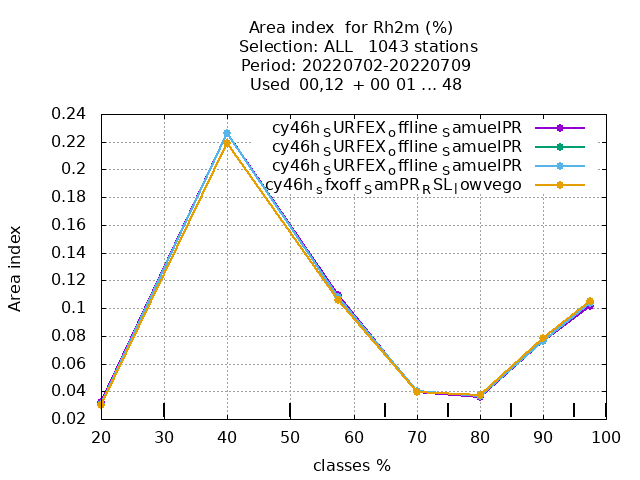 Area index  for Rh2m (%)
Selection: ALL   1043 stations
Period: 20220702-20220709
Used  00,12  + 00 01 ... 48
cy46h_SURFEX_offline_SamuelPR
cy46h_SURFEX_offline_SamuelPR
cy46h_SURFEX_offline_SamuelPR
cy46h_sfxoff_SamPR_RSL_lowvego
Area index
0.24
0.22
0.2
0.18
0.16
0.14
0.12
0.1
0.08
0.06
0.04
0.02
20 30 40 50 60 70 80 90 100
classes %